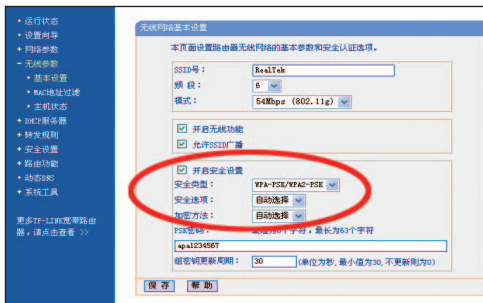 • 运行状态
• 设置向导
+ 网络参数
- 无线参数
• 基本设置
• MAC地址过滤
• 主机状态
+ DHCP服务器
+ 转发规则
+ 安全设置
+ 路由功能
• 动态DNS
+ 系统工具
更多TP-LINK宽带路由
器，请点击查看 >>
无线网络基本设置
本页面设置路由器无线网络的基本参数和安全认证选项。
SSID号： RealTek
频 段： 6
模式： 54Mbps (802.11g)
开启无线功能
允许SSID广播
开启安全设置
安全类型： WPA-PSK/WPA2-PSK
安全选项： 自动选择
加密方法： 自动选择
PSK密码： 最短为8个字符，最长为63个字符
apa1234567
组密钥更新周期： 30 (单位为秒,最小值为30,不更新则为0)
保 存 帮 助